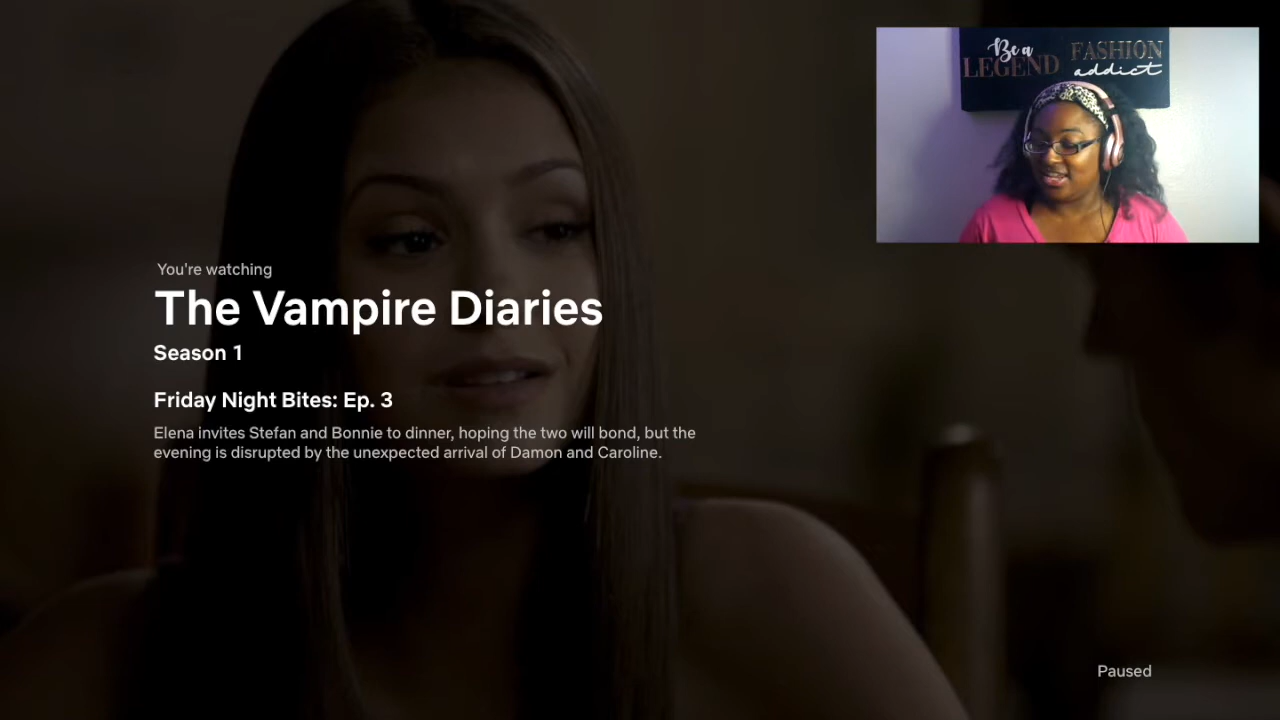 Be a
LEGEND
FASHION
addict
You're watching
The Vampire Diaries
Season 1
Friday Night Bites: Ep. 3
Elena invites Stefan and Bonnie to dinner, hoping the two will bond, but the
evening is disrupted by the unexpected arrival of Damon and Caroline.
Paused